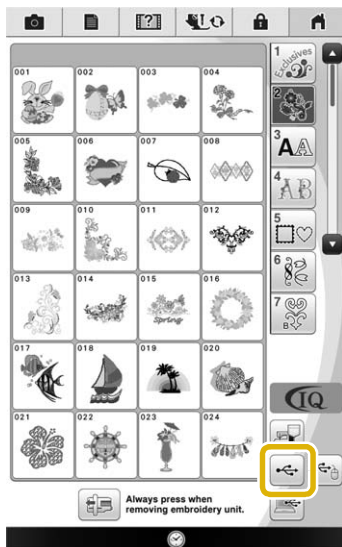 ?
1
Exclusives
001 002 003 004
2
005 006 007 008
3
AA
4
AB
009 010 011 012
5
6
013 014 015 016
Spring
7
B
017 018 019 020
IQ
021 022 023 024
Always press when
removing embroidery unit.